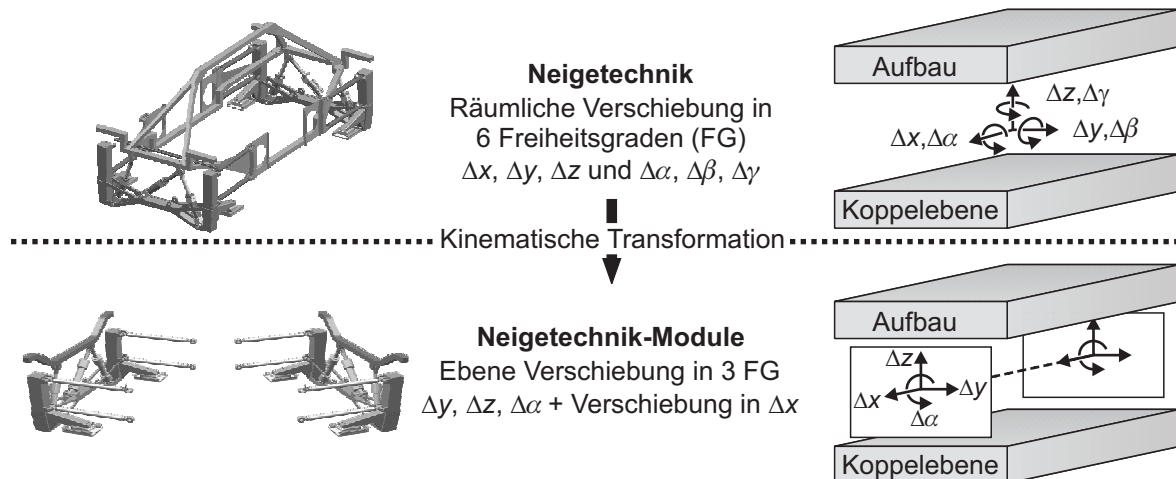 Neigetechnik
Räumliche Verschiebung in
6 Freiheitsgraden (FG)
Δx, Δy, Δz und Δα, Δβ, Δγ
Aufbau
Δz,Δγ
Δx,Δα
Δy,Δβ
Koppelebene
Kinematische Transformation
Neigetechnik-Module
Ebene Verschiebung in 3 FG
Δy, Δz, Δα + Verschiebung in Δx
Aufbau
Δz
Δx
Δy
Δα
Koppelebene